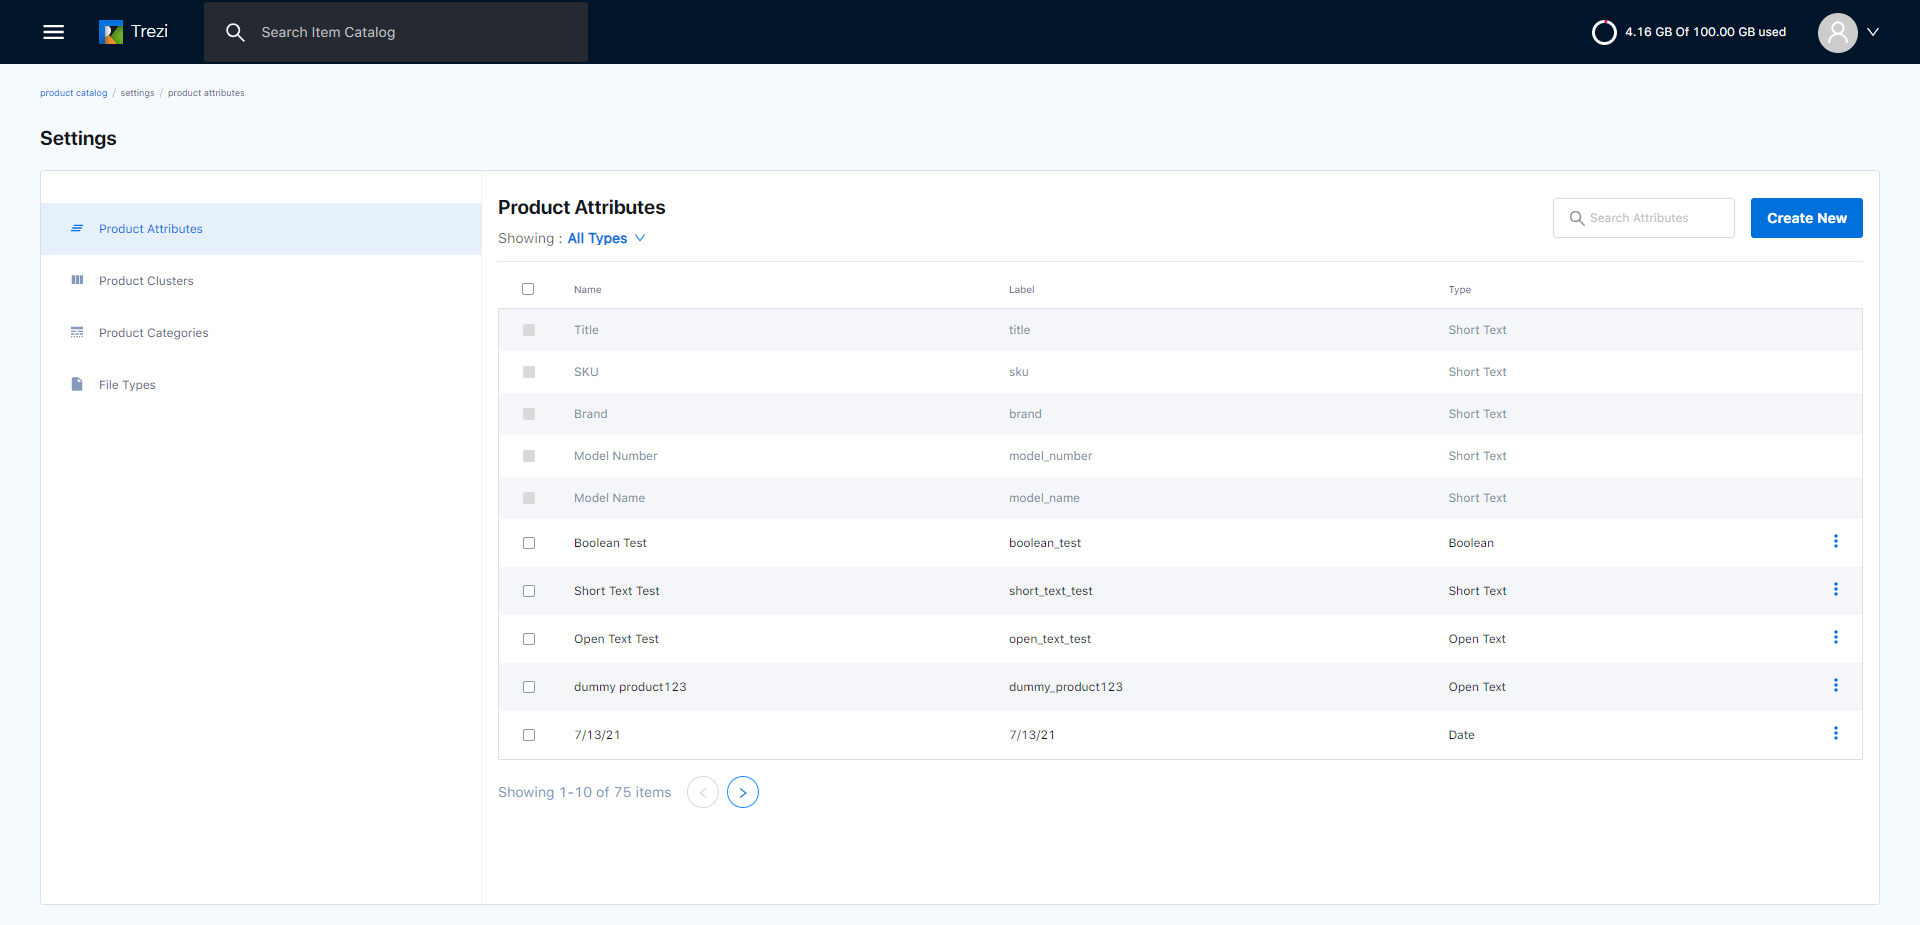 Trezi
Search Item Catalog
4.16 GB Of 100.00 GB used
product catalog / settings / product attributes
Settings
Product Attributes
Product Clusters
Product Categories
File Types
Product Attributes
Showing : All Types
Search Attributes
Create New
Name Label Type
Title title Short Text
SKU sku Short Text
Brand brand Short Text
Model Number model_number Short Text
Model Name model_name Short Text
Boolean Test boolean_test Boolean
Short Text Test short_text_test Short Text
Open Text Test open_text_test Open Text
dummy product123 dummy_product123 Open Text
7/13/21 7/13/21 Date
Showing 1-10 of 75 items